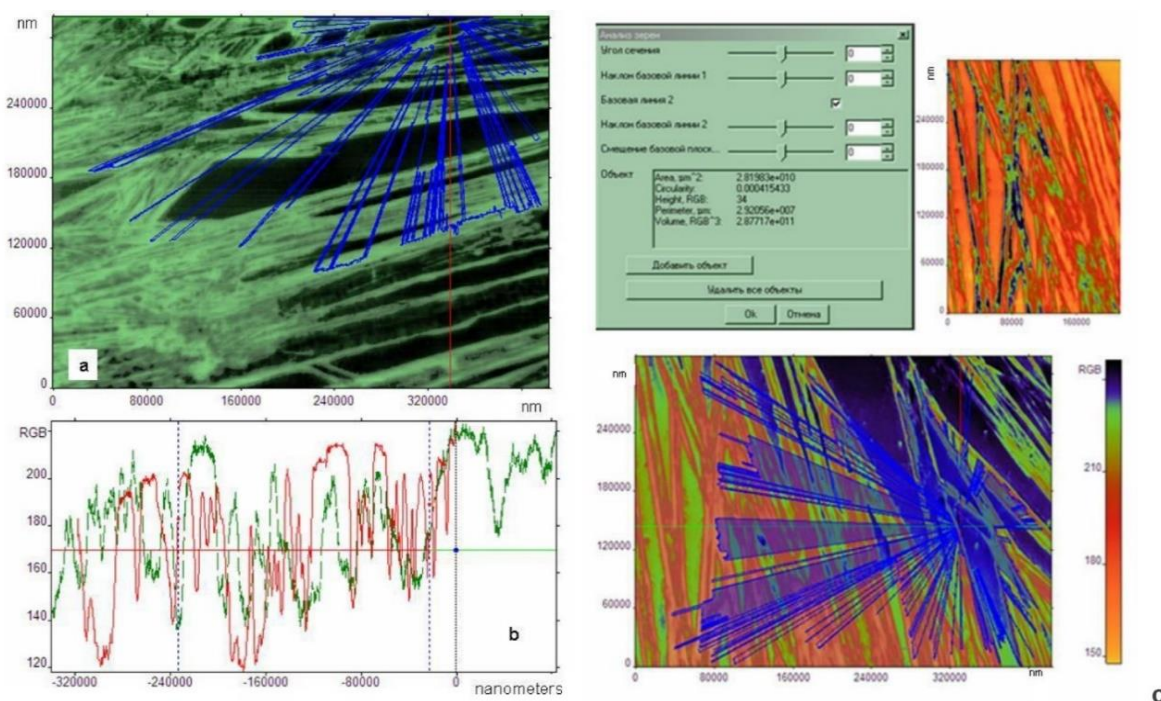 nm
240000
180000
120000
60000
0
a
0
80000
160000
240000
320000
nm
RGB
200
180
160
140
120
b
-320000
-240000
-160000
-80000
0
nanometers
Анализ зерен
Угол сечения
0
Наклон базовой линии 1
0
Базовая линия 2
Наклон базовой линии 2
0
Смещение базовой плоск...
0
Объект
Area, µm^2: 2.81983e+010
Circularity: 0.000415433
Height, RGB: 34
Perimeter, µm: 2.92056e+007
Volume, RGB^3: 2.87717e+011
Добавить объект
Удалить все объекты
Ok
Отмена
nm
240000
180000
120000
60000
0
0
80000
160000
nm
240000
180000
120000
60000
0
0
80000
160000
240000
320000
nm
RGB
210
180
150
c